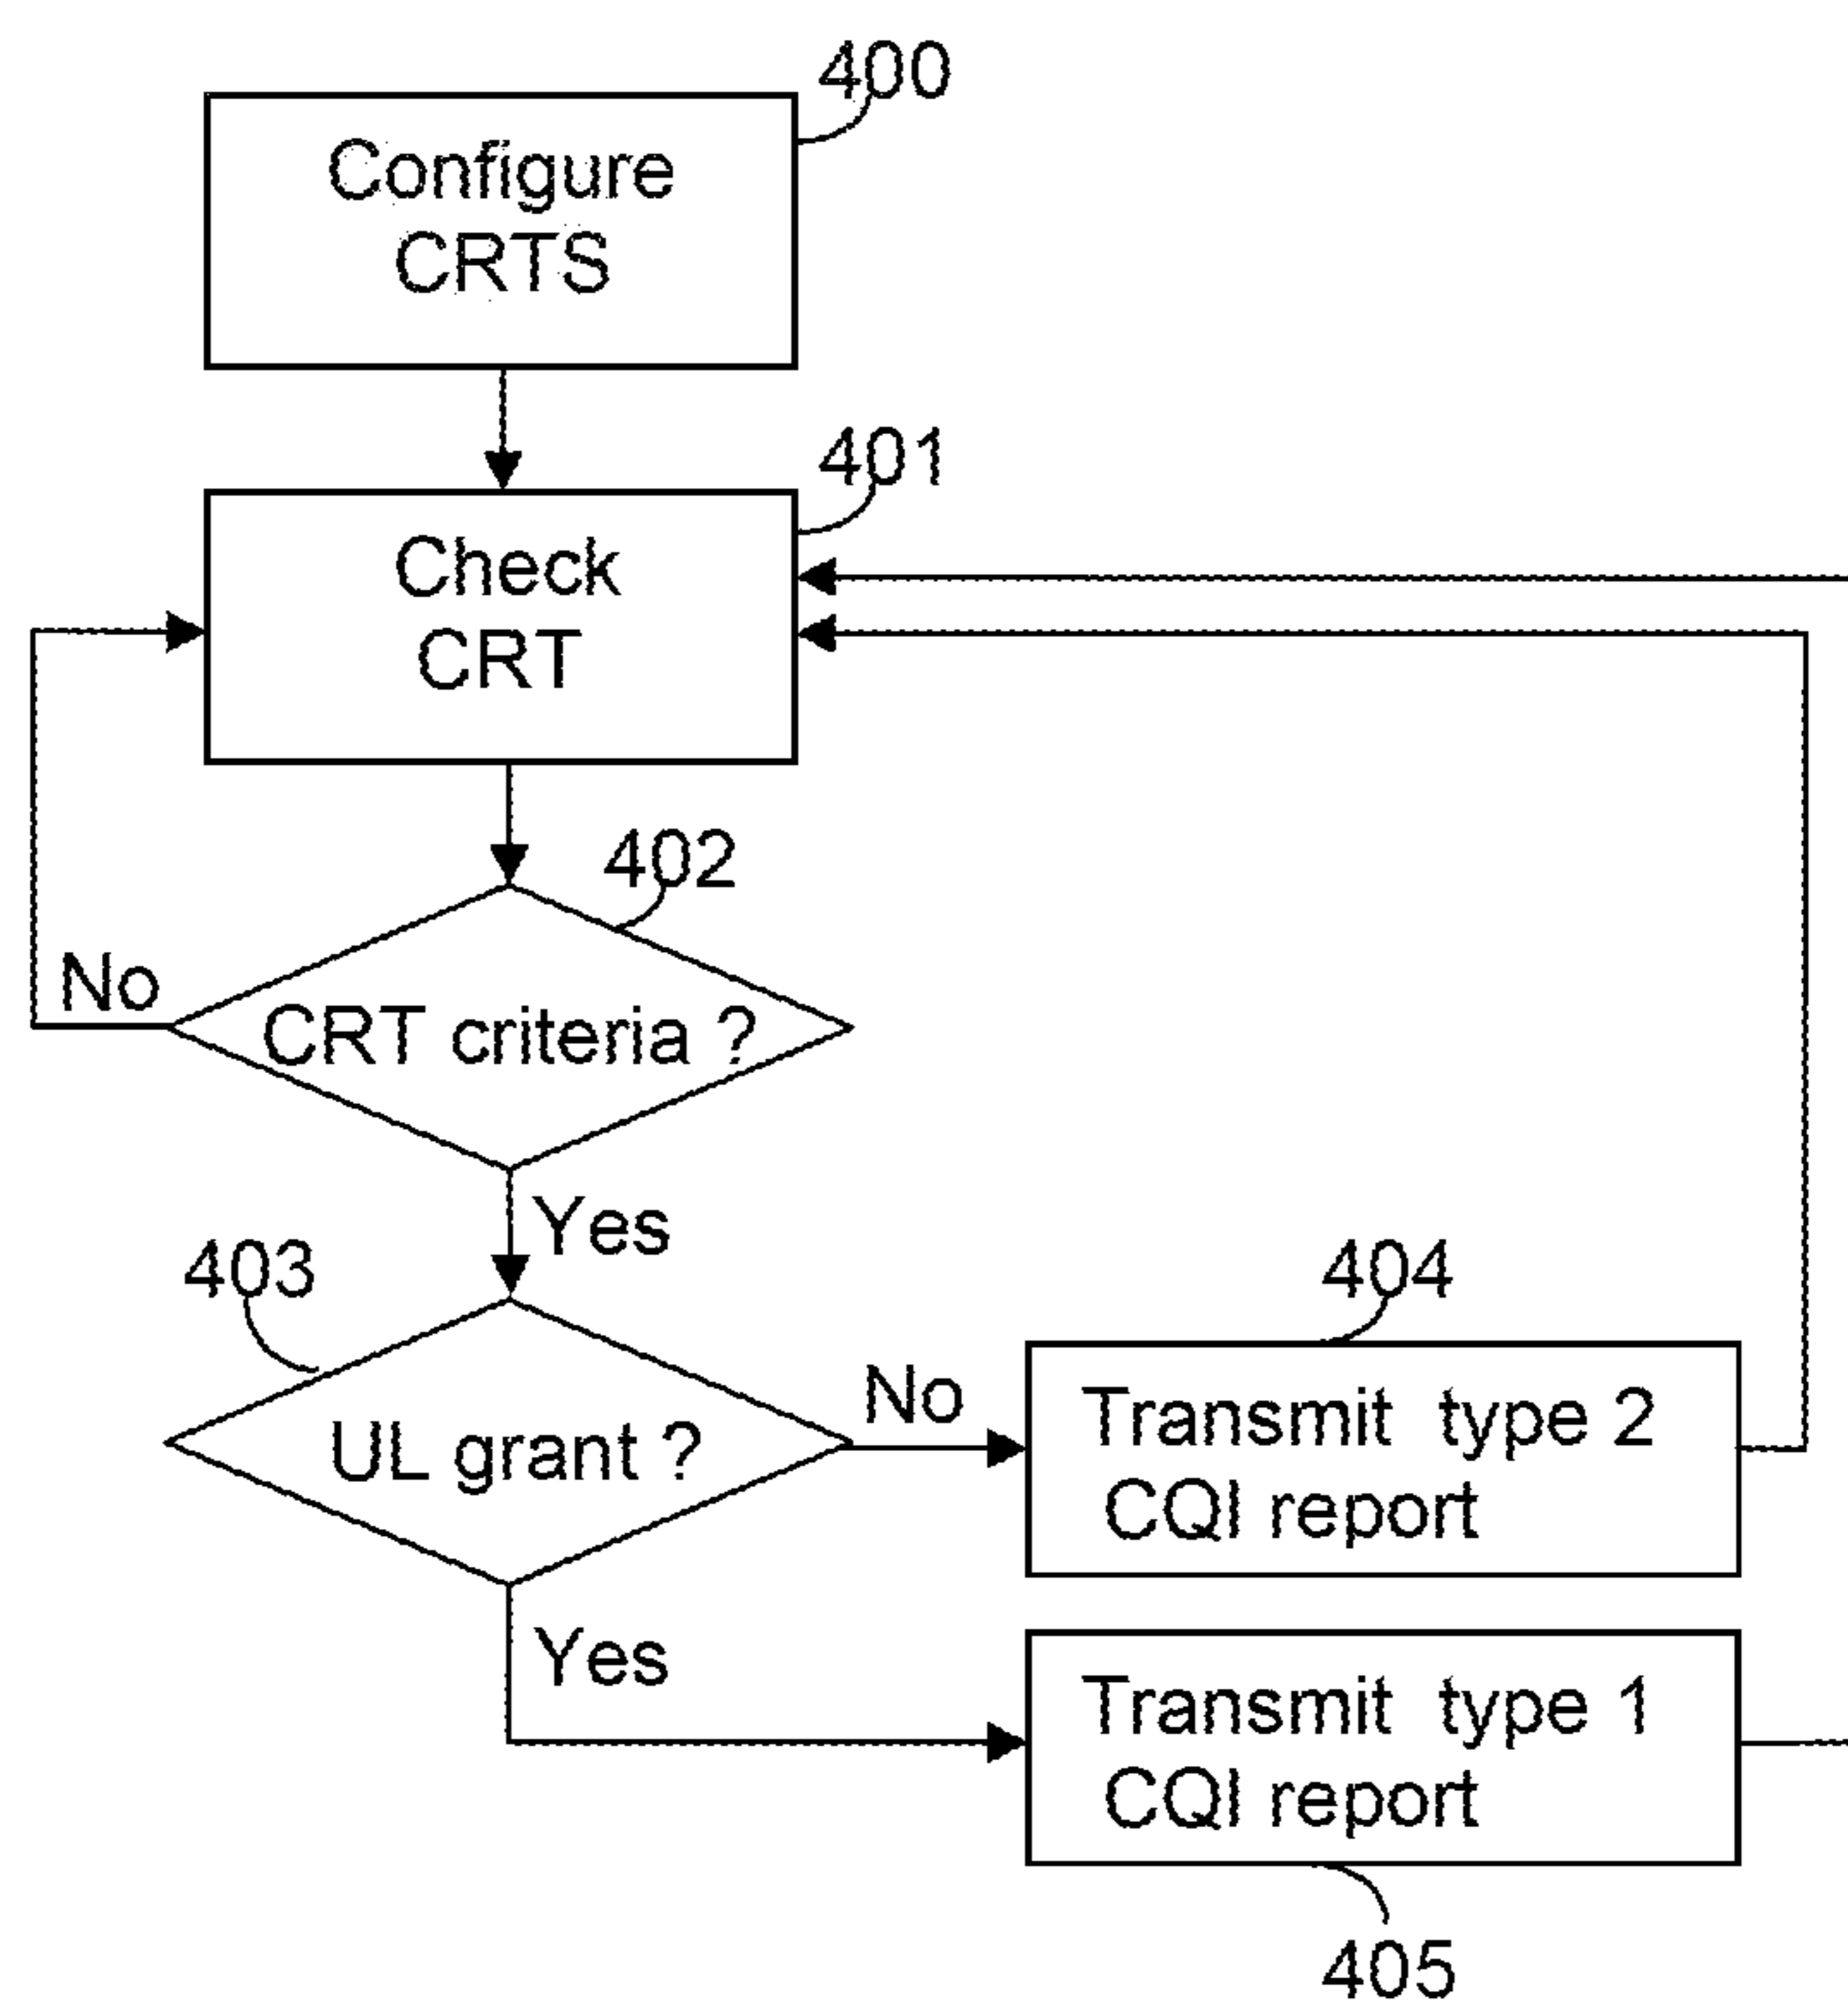 400
Configure
CRTS
401
Check
CRT
402
No
CRT criteria ?
Yes
403
404
UL grant ?
No
Transmit type 2
CQI report
Yes
Transmit type 1
CQI report
405